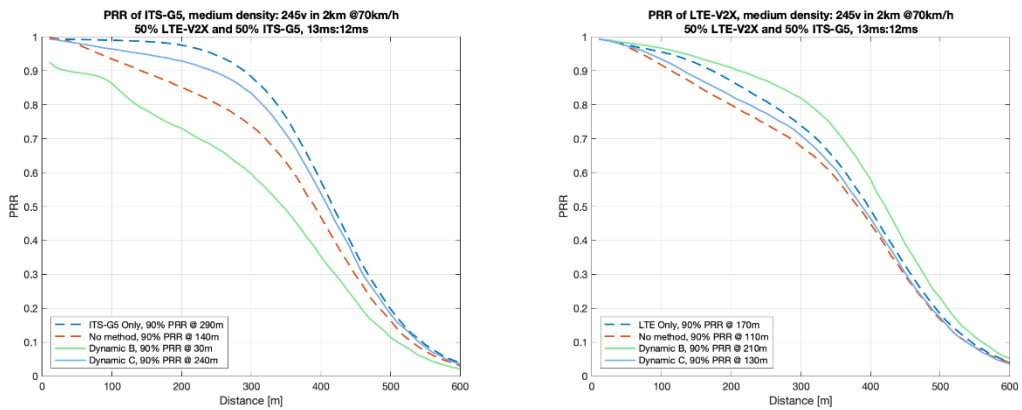 PRR of ITS-G5, medium density: 245v in 2km @70km/h
50% LTE-V2X and 50% ITS-G5, 13ms:12ms
1
0.9
0.8
0.7
0.6
0.5
0.4
0.3
0.2
0.1
0
PRR
ITS-G5 Only, 90% PRR @ 290m
No method, 90% PRR @ 140m
Dynamic B, 90% PRR @ 30m
Dynamic C, 90% PRR @ 240m
0 100 200 300 400 500 600
Distance [m]
PRR of LTE-V2X, medium density: 245v in 2km @70km/h
50% LTE-V2X and 50% ITS-G5, 13ms:12ms
1
0.9
0.8
0.7
0.6
0.5
0.4
0.3
0.2
0.1
0
PRR
LTE Only, 90% PRR @ 170m
No method, 90% PRR @ 110m
Dynamic B, 90% PRR @ 210m
Dynamic C, 90% PRR @ 130m
0 100 200 300 400 500 600
Distance [m]